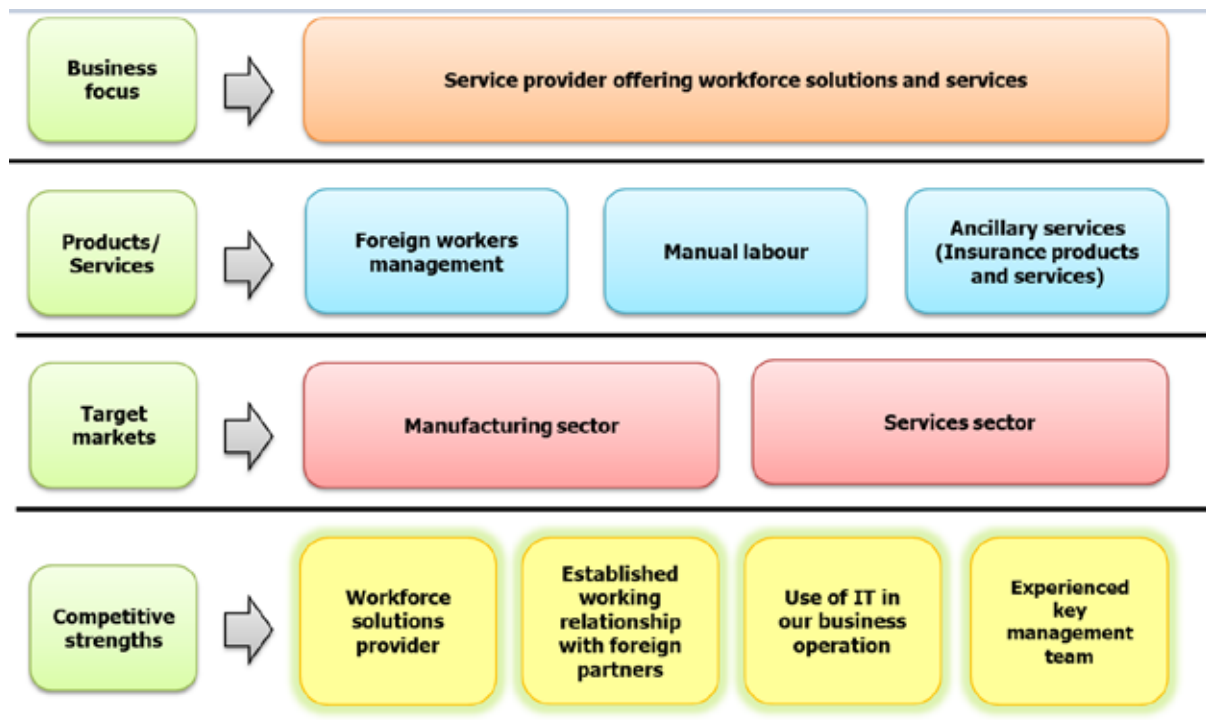 Business
focus
Service provider offering workforce solutions and services
Products/
Services
Foreign workers
management
Manual labour
Ancillary services
(Insurance products
and services)
Target
markets
Manufacturing sector
Services sector
Competitive
strengths
Workforce
solutions
provider
Established
working
relationship
with foreign
partners
Use of IT in
our business
operation
Experienced
key
management
team